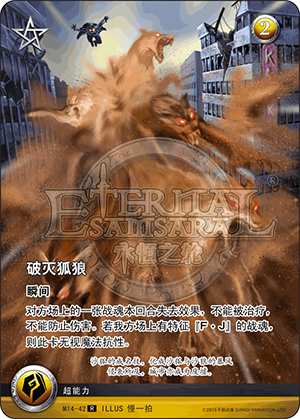 2
ETERNAL
SAMSARA
®
永恒之轮
破灭狐狼
瞬间
对方场上的一张战魂本回合失去效果，不能被治疗，
不能防止伤害，若我方场上有特征『F·J』的战魂，
则此卡无视魔法抗性。
超能力
M14-42 R ILLUS 慢一拍